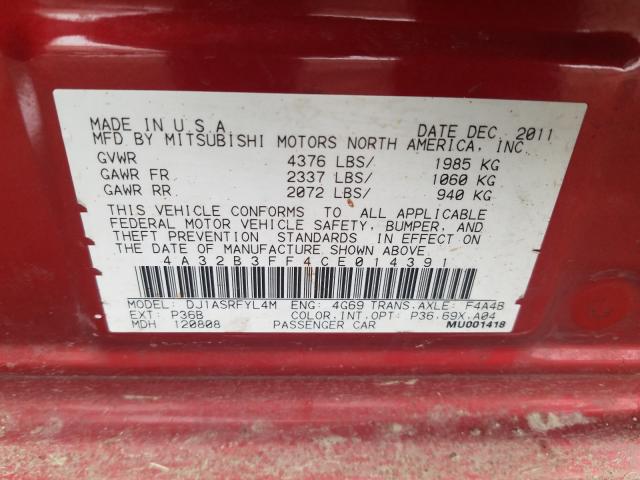 MADE IN U.S.A. DATE DEC. 2011
MFD BY MITSUBISHI MOTORS NORTH AMERICA, INC.
GVWR 4376 LBS/ 1985 KG
GAWR FR 2337 LBS/ 1060 KG
GAWR RR 2072 LBS/ 940 KG
THIS VEHICLE CONFORMS TO ALL APPLICABLE
FEDERAL MOTOR VEHICLE SAFETY, BUMPER, AND
THEFT PREVENTION STANDARDS IN EFFECT ON
THE DATE OF MANUFACTURE SHOWN ABOVE.
4A32B3FF4CE014391
MODEL: DJ1ASRFYL4M ENG: 4G69 TRANS.AXLE: F4A4B
EXT: P36B COLOR.INT.OPT: P36.69X.A04
MDH 120808 PASSENGER CAR MU001418